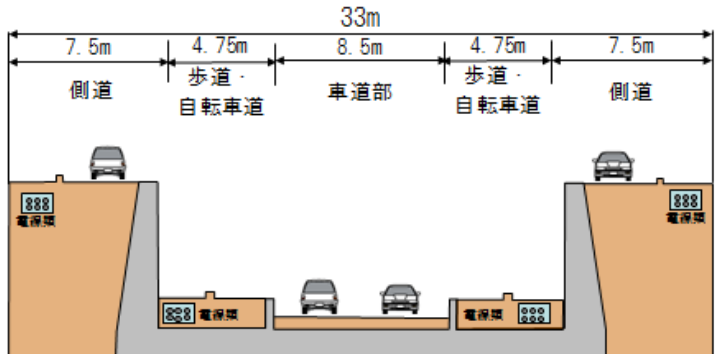 33m
7.5m
4.75m
8.5m
4.75m
7.5m
側道
歩道・
自転車道
車道部
歩道・
自転車道
側道
電線類
電線類
電線類
電線類